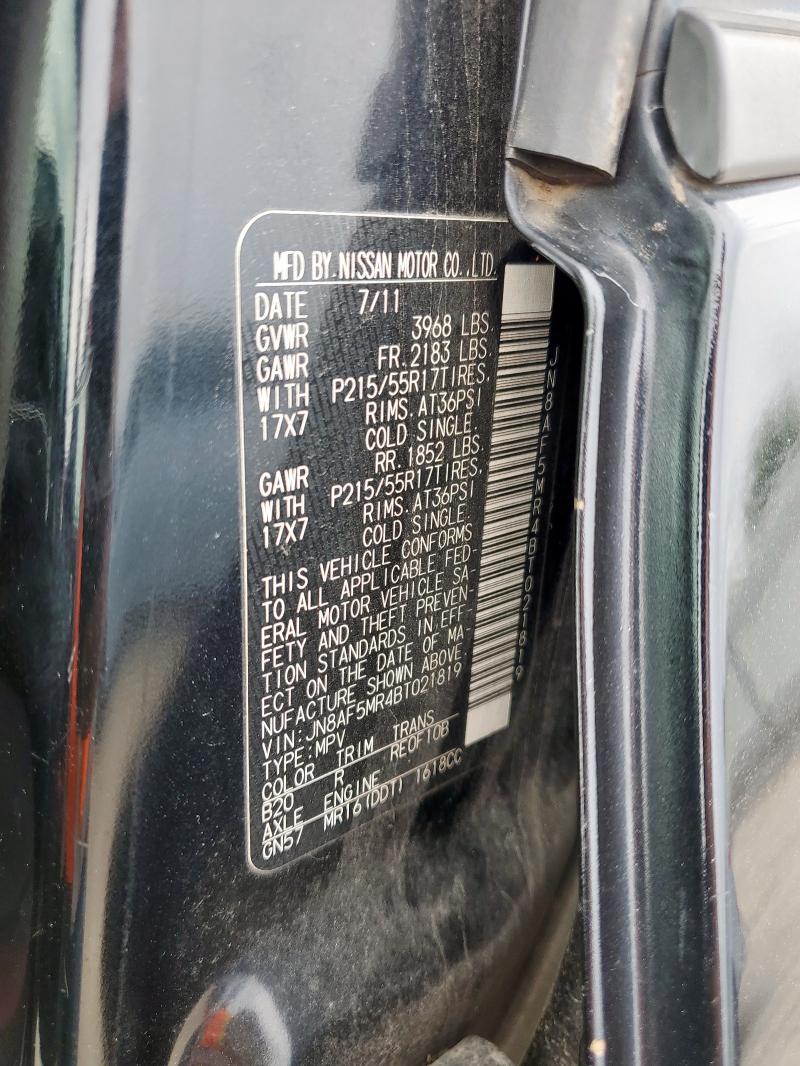 MFD BY. NISSAN MOTOR CO., LTD.
DATE 7/11
GVWR 3968 LBS.
GAWR FR. 2183 LBS.
WITH P215/55R17TIRES,
17X7 RIMS. AT36PSI
COLD SINGLE.
GAWR RR. 1852 LBS
WITH P215/55R17TIRES,
17X7 RIMS. AT36PSI
COLD SINGLE
THIS VEHICLE CONFORMS
TO ALL APPLICABLE FED-
ERAL MOTOR VEHICLE SA-
FETY AND THEFT PREVEN-
TION STANDARDS IN EFF-
ECT ON THE DATE OF MA-
NUFACTURE SHOWN ABOVE.
VIN: JN8AF5MR4BT021819
TYPE: MPV
COLOR TRIM TRANS
B20 R RE0F10B
AXLE ENGINE
GN57 MR16(DDT) 1618CC
JN8AF5MR4BT021819